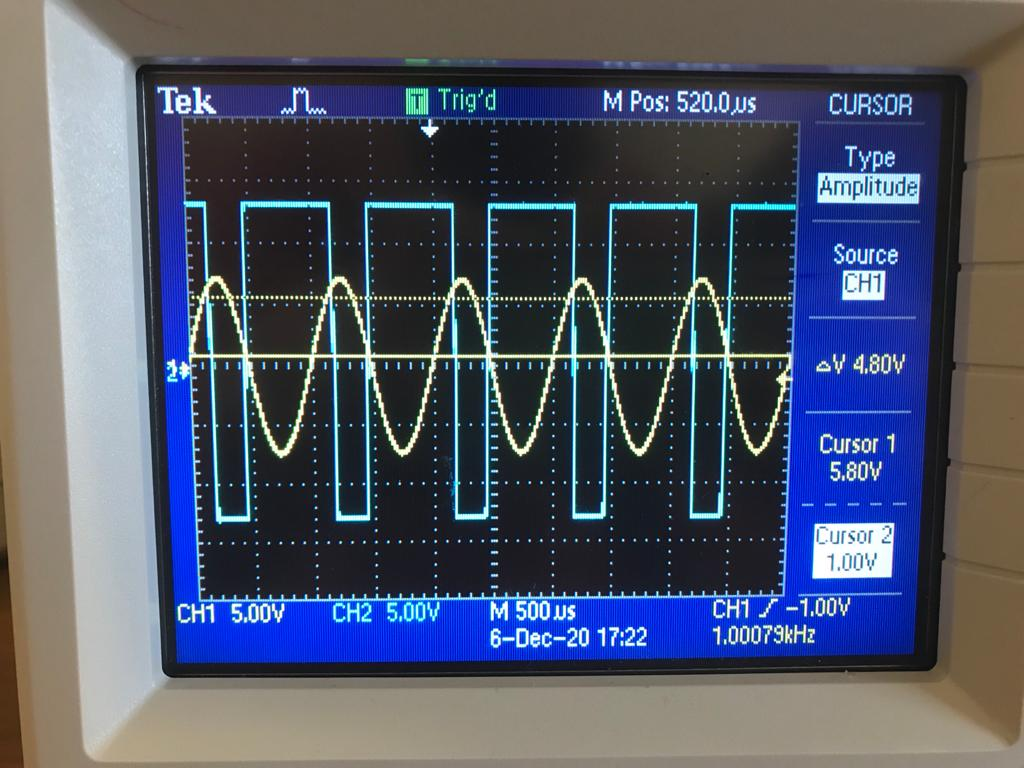 Tek T Trig'd M Pos: 520.0µs CURSOR
Type
Amplitude
Source
CH1
2
△V 4.80V
Cursor 1
5.80V
Cursor 2
1.00V
CH1 5.00V CH2 5.00V M 500µs CH1 -1.00V
6-Dec-20 17:22 1.00079kHz